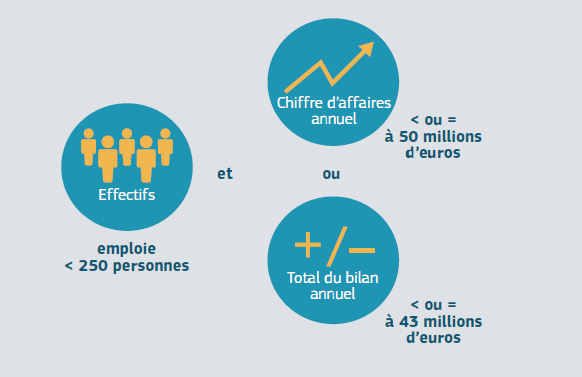 Effectifs
emploie
< 250 personnes
et
Chiffre d'affaires
annuel
< ou =
à 50 millions
d'euros
ou
+/–
Total du bilan
annuel
< ou =
à 43 millions
d'euros